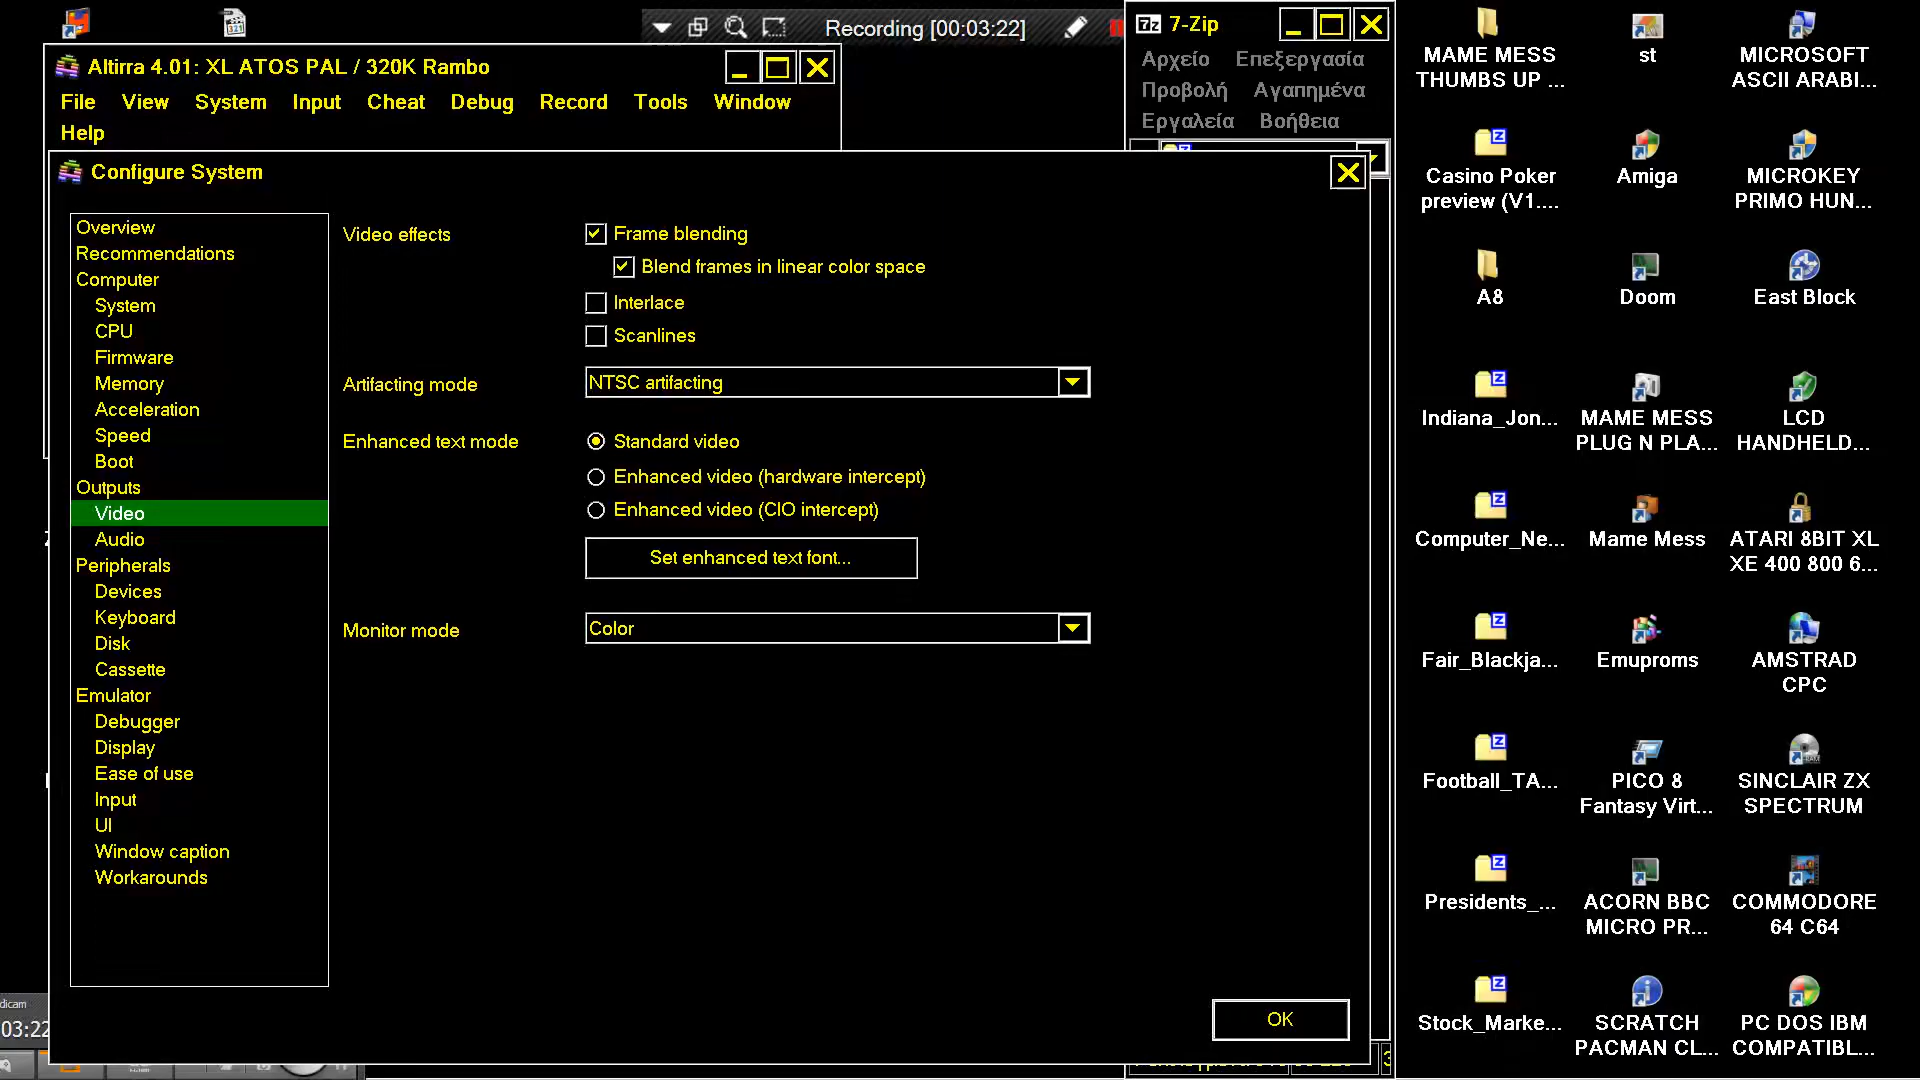 Recording [00:03:22]
Altirra 4.01: XL ATOS PAL / 320K Rambo
File View System Input Cheat Debug Record Tools Window
Help
7-Zip
Αρχείο Επεξεργασία
Προβολή Αγαπημένα
Εργαλεία Βοήθεια
Configure System
Overview
Recommendations
Computer
System
CPU
Firmware
Memory
Acceleration
Speed
Boot
Outputs
Video
Audio
Peripherals
Devices
Keyboard
Disk
Cassette
Emulator
Debugger
Display
Ease of use
Input
UI
Window caption
Workarounds
Video effects
Frame blending
Blend frames in linear color space
Interlace
Scanlines
Artifacting mode
NTSC artifacting
Enhanced text mode
Standard video
Enhanced video (hardware intercept)
Enhanced video (CIO intercept)
Set enhanced text font...
Monitor mode
Color
OK
dicam
03:22
MAME MESS
THUMBS UP ...
st
MICROSOFT
ASCII ARABI...
Casino Poker
preview (V1....
Amiga
MICROKEY
PRIMO HUN...
A8
Doom
East Block
Indiana_Jon...
MAME MESS
PLUG N PLA...
LCD
HANDHELD...
Computer_Ne...
Mame Mess
ATARI 8BIT XL
XE 400 800 6...
Fair_Blackja...
Emuproms
AMSTRAD
CPC
Football_TA...
PICO 8
Fantasy Virt...
SINCLAIR ZX
SPECTRUM
Presidents_...
ACORN BBC
MICRO PR...
COMMODORE
64 C64
Stock_Marke...
SCRATCH
PACMAN CL...
PC DOS IBM
COMPATIBL...